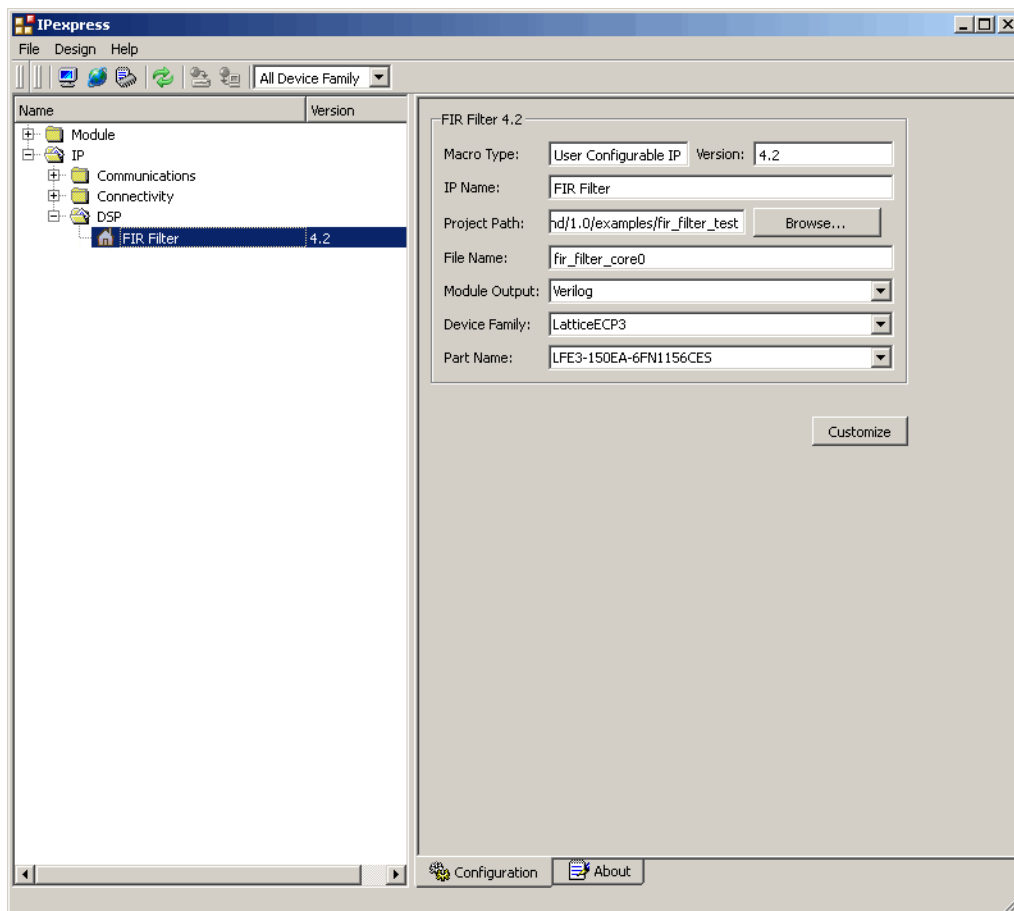 IPexpress
File Design Help
All Device Family
Name Version
Module
IP
Communications
Connectivity
DSP
FIR Filter 4.2
FIR Filter 4.2
Macro Type: User Configurable IP Version: 4.2
IP Name: FIR Filter
Project Path: nd/1.0/examples/fir_filter_test Browse...
File Name: fir_filter_core0
Module Output: Verilog
Device Family: LatticeECP3
Part Name: LFE3-150EA-6FN1156CES
Customize
Configuration About